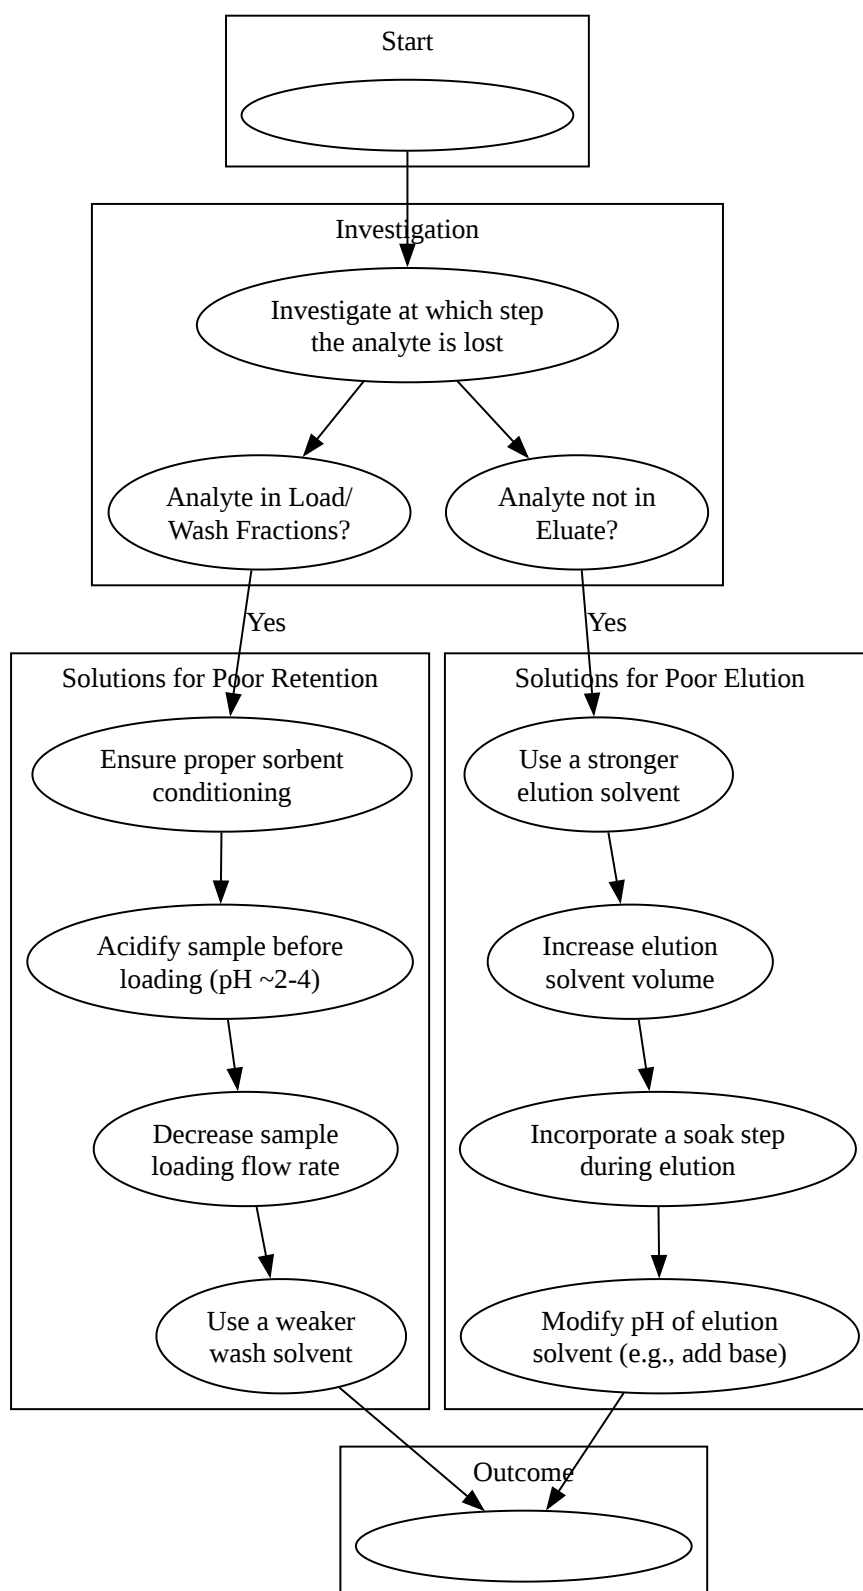 Start
Investigation
Investigate at which step
the analyte is lost
Analyte in Load/
Wash Fractions?
Analyte not in
Eluate?
Yes
Yes
Solutions for Poor Retention
Ensure proper sorbent
conditioning
Acidify sample before
loading (pH ~2-4)
Decrease sample
loading flow rate
Use a weaker
wash solvent
Solutions for Poor Elution
Use a stronger
elution solvent
Increase elution
solvent volume
Incorporate a soak step
during elution
Modify pH of elution
solvent (e.g., add base)
Outcome